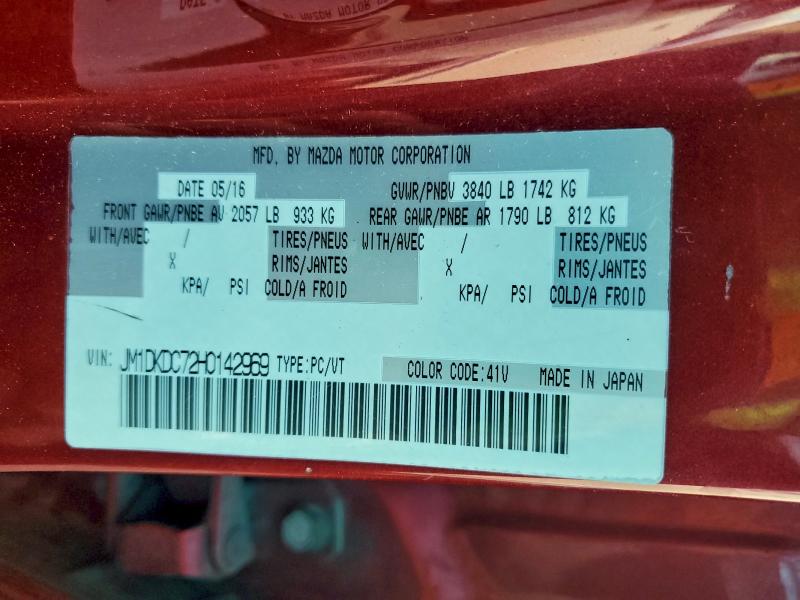 MFD. BY MAZDA MOTOR CORPORATION
DATE 05/16 GVWR/PNBV 3840 LB 1742 KG
FRONT GAWR/PNBE AV 2057 LB 933 KG REAR GAWR/PNBE AR 1790 LB 812 KG
WITH/AVEC / TIRES/PNEUS WITH/AVEC / TIRES/PNEUS
X RIMS/JANTES X RIMS/JANTES
KPA/ PSI COLD/A FROID KPA/ PSI COLD/A FROID
VIN: JM1DKDC72H0142969 TYPE:PC/VT COLOR CODE:41V MADE IN JAPAN